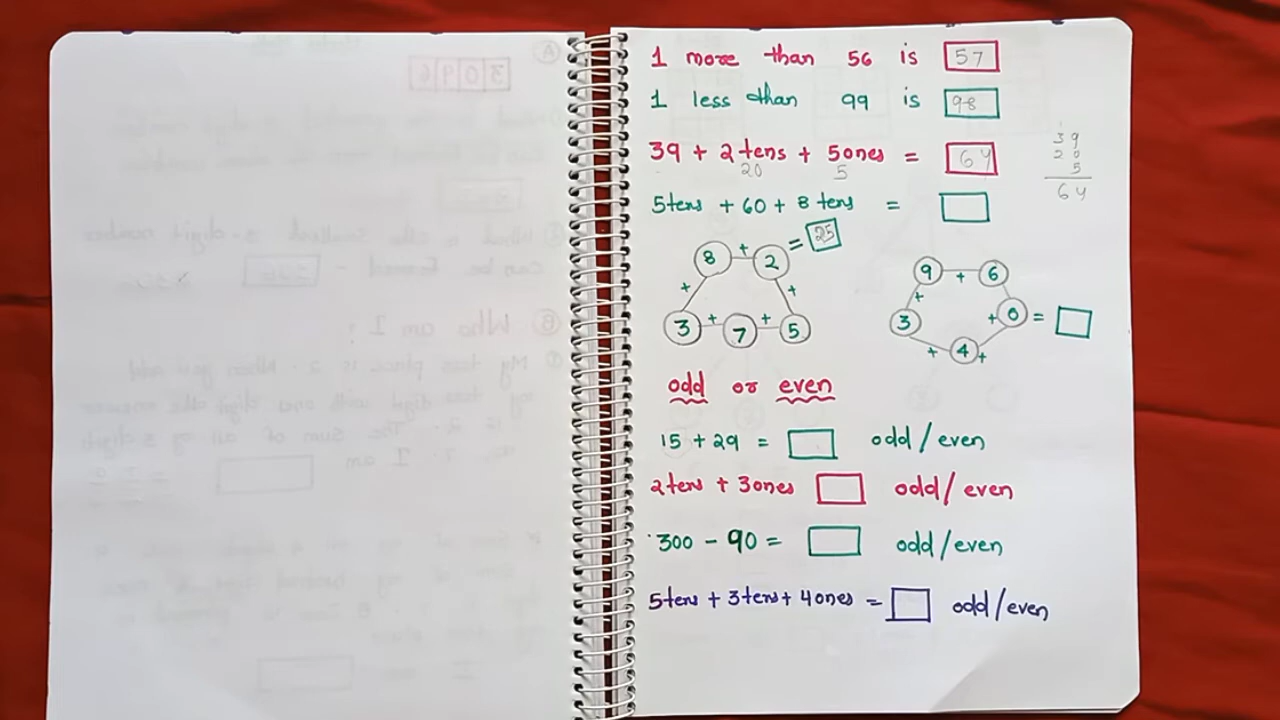 1 more than 56 is 57
1 less than 99 is 98
39 + 2 tens + 5 ones = 64
20 5
39
20
5
64
5 tens + 60 + 8 tens =
8 + 2 = 25
+ +
3 + 7 + 5
9 + 6
+
3 + 0 =
+ 4 +
odd or even
15 + 29 = odd / even
2 tens + 3 ones odd / even
300 - 90 = odd / even
5 tens + 3 tens + 4 ones = odd / even